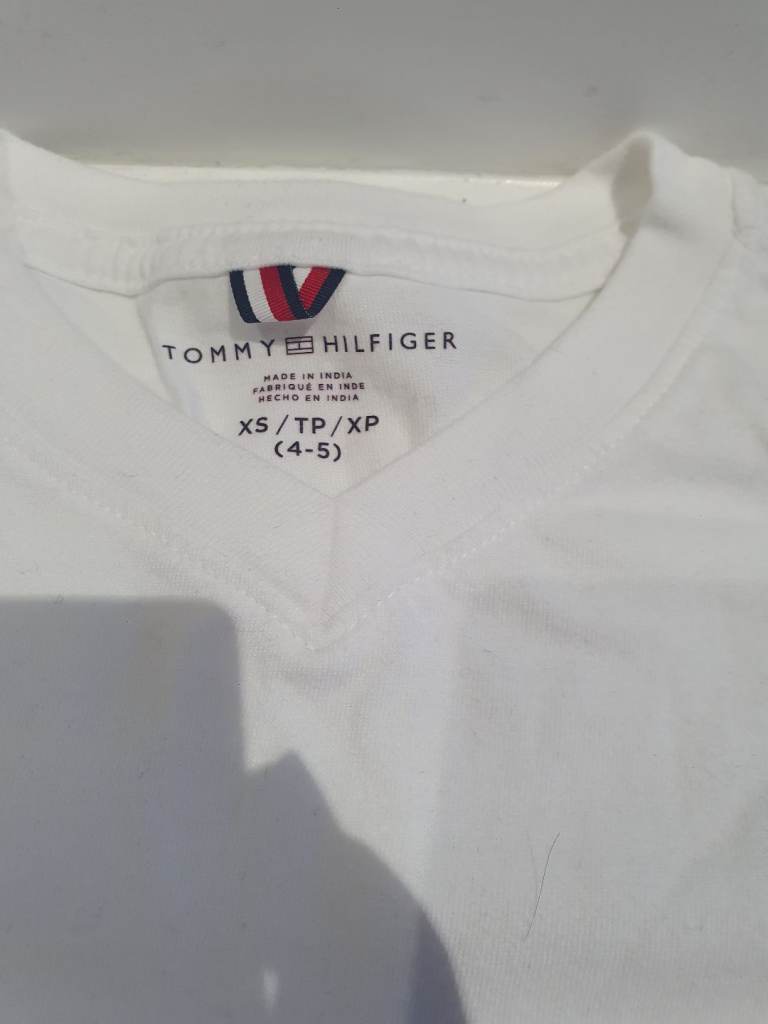 TOMMY HILFIGER
MADE IN INDIA
FABRIQUÉ EN INDE
HECHO EN INDIA
XS / TP / XP
(4-5)